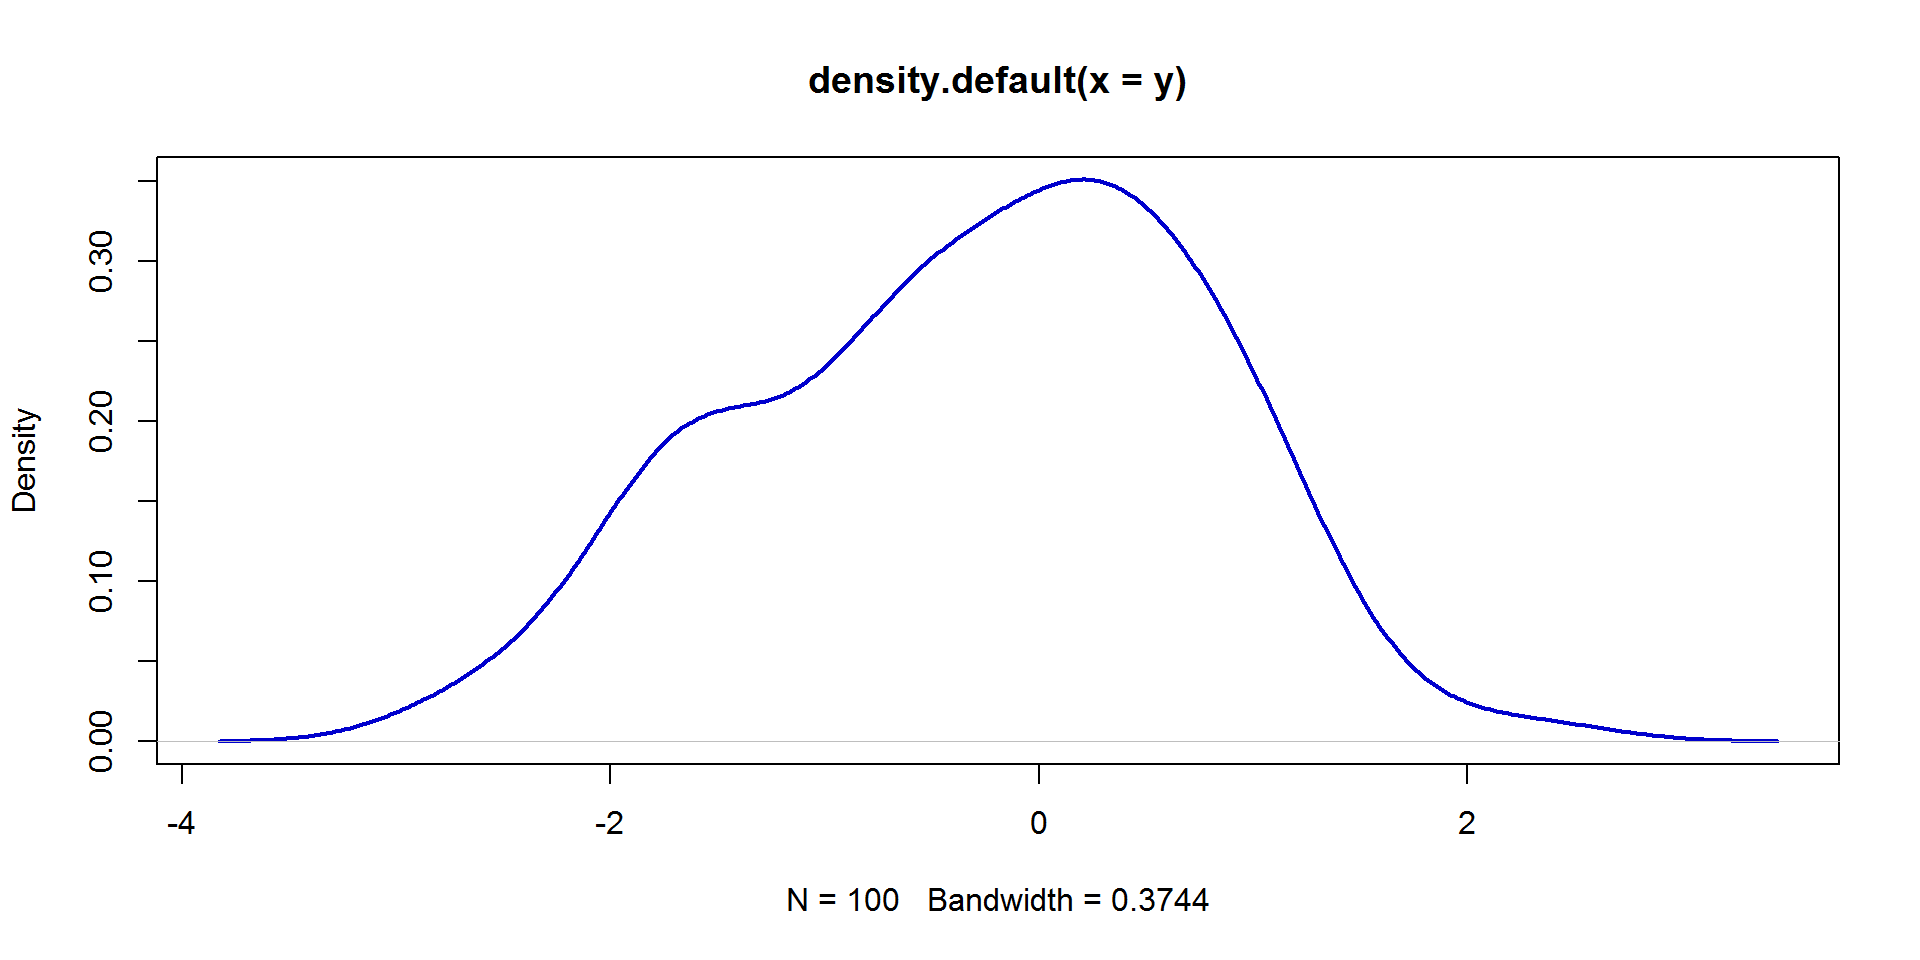 density.default(x = y)
Density
0.30
0.20
0.10
0.00
-4 -2 0 2
N = 100 Bandwidth = 0.3744